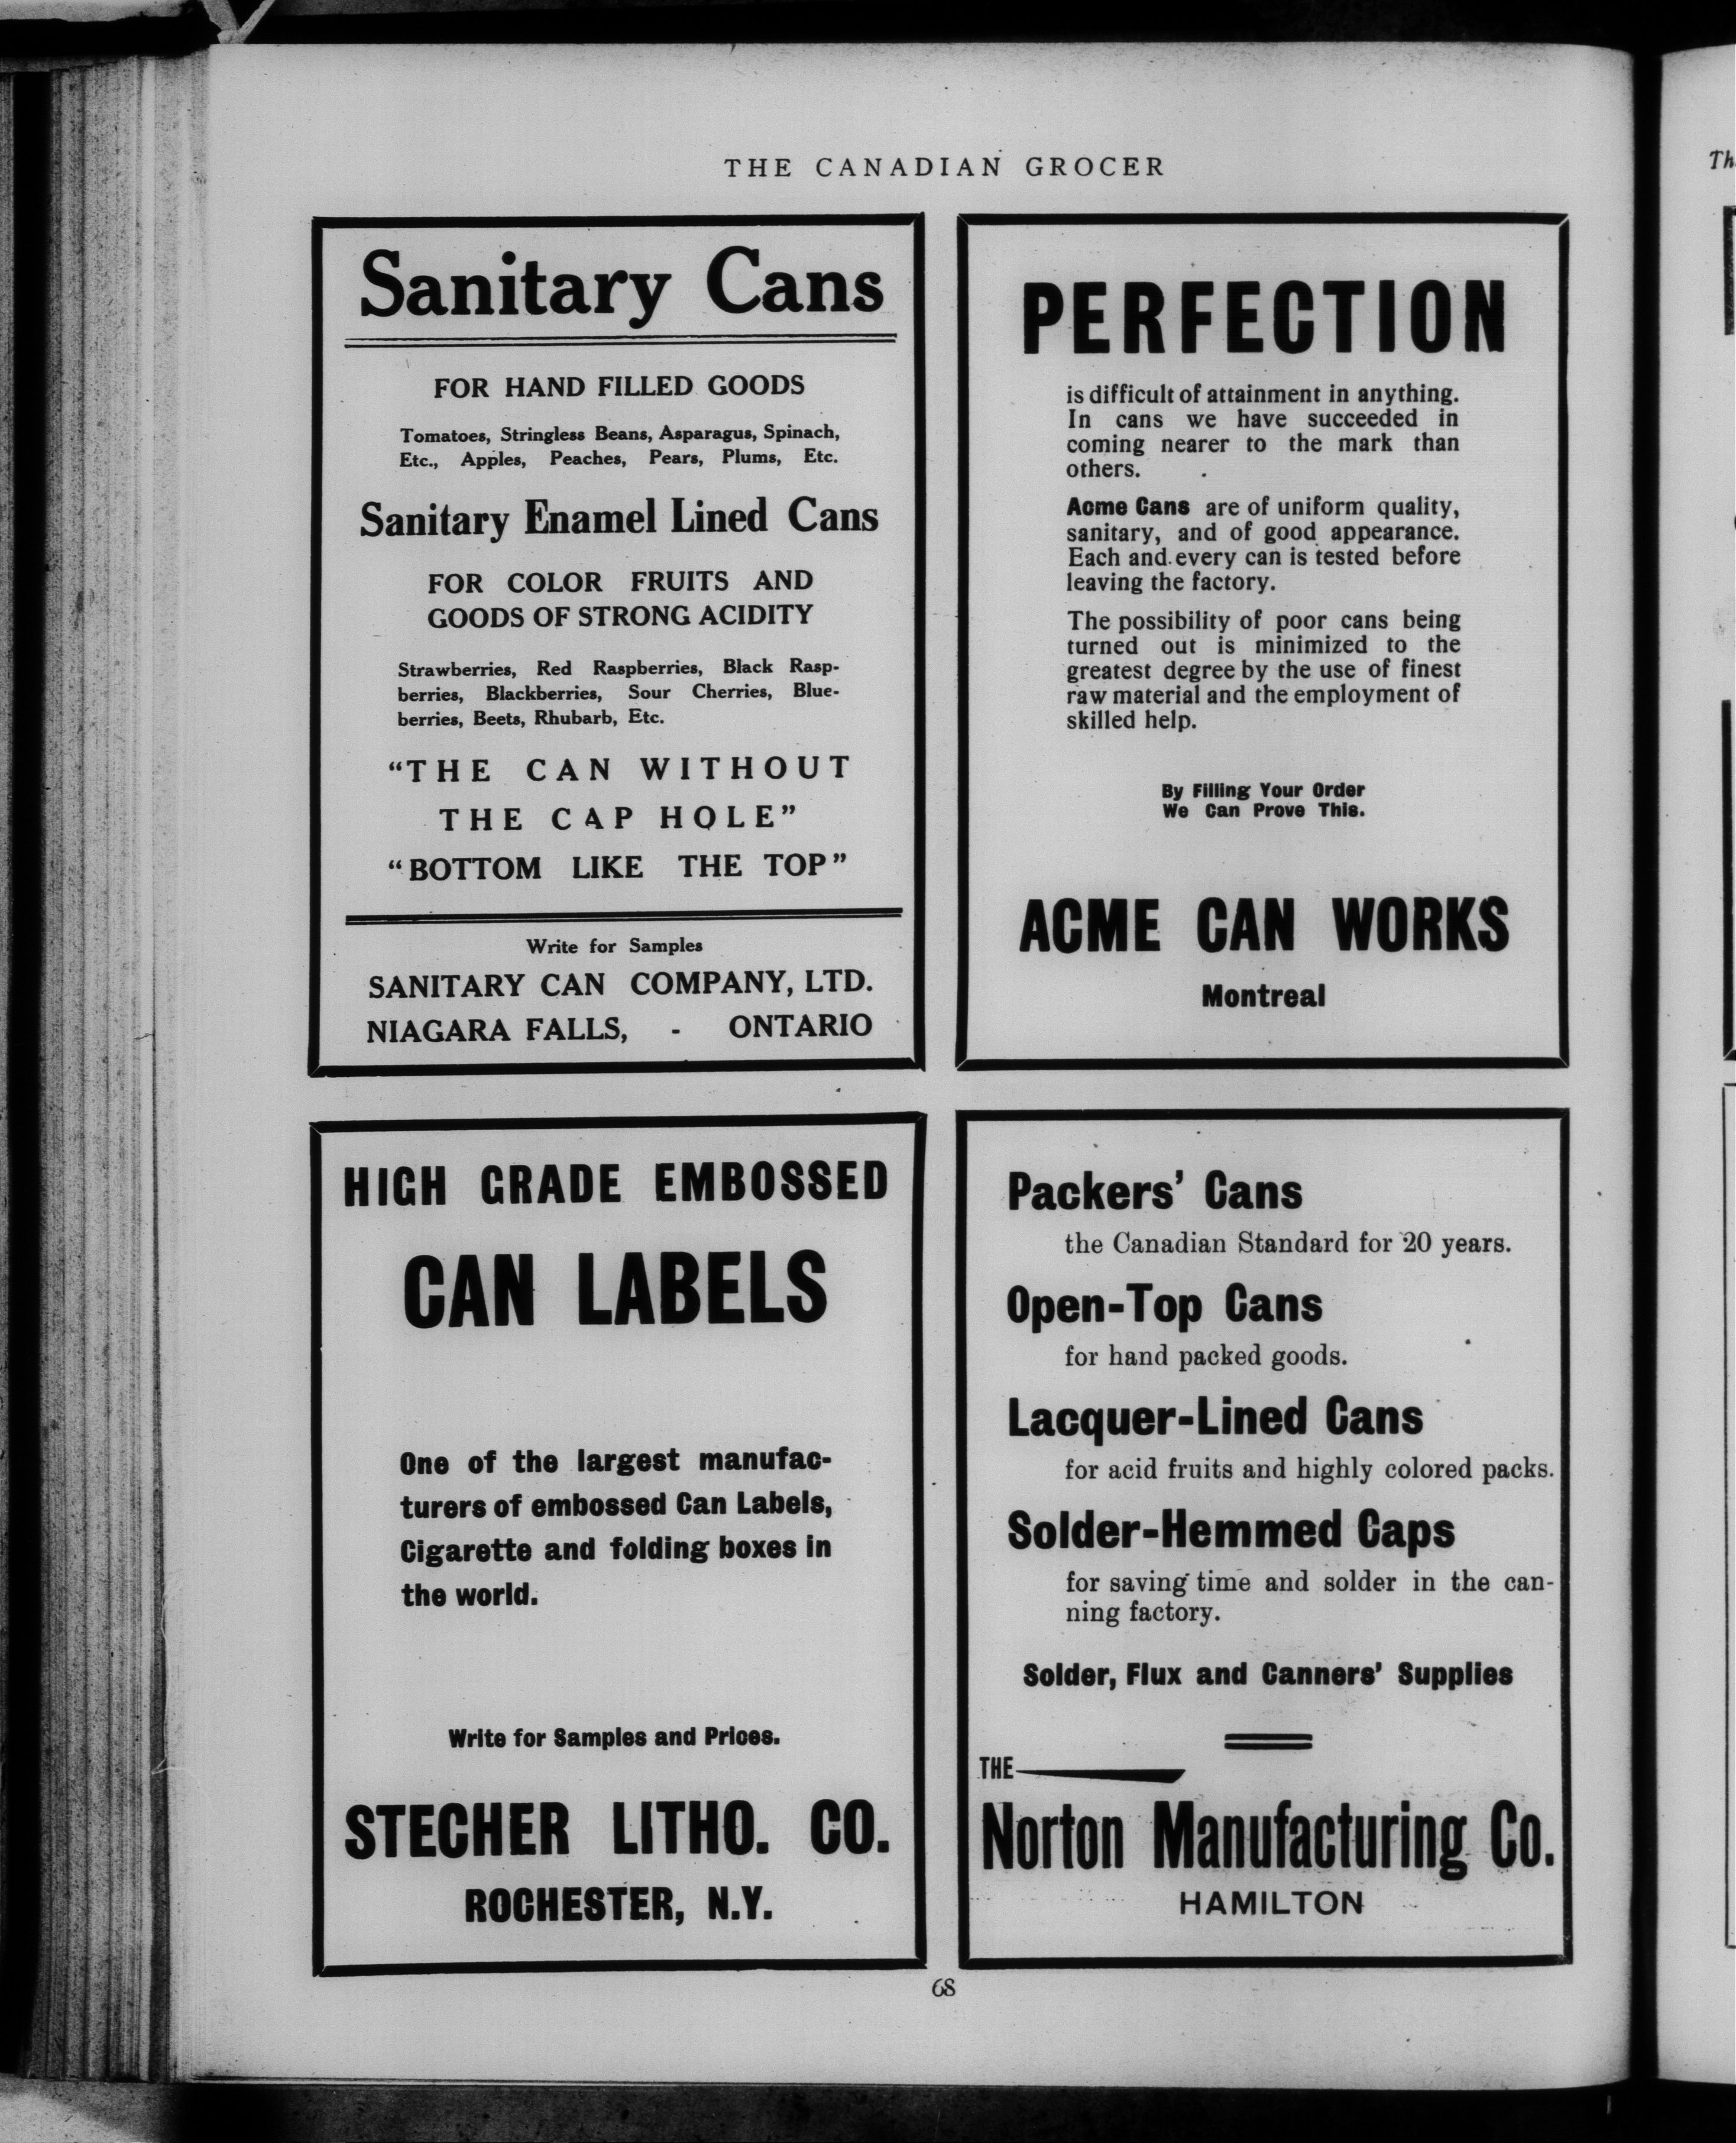 THE CANADIAN GROCER
Sanitary Cans
FOR HAND FILLED GOODS
Tomatoes, Stringless Beans, Asparagus, Spinach,
Etc., Apples, Peaches, Pears, Plums, Etc.
Sanitary Enamel Lined Cans
FOR COLOR FRUITS AND
GOODS OF STRONG ACIDITY
Strawberries, Red Raspberries, Black Rasp-
berries, Blackberries, Sour Cherries, Blue-
berries, Beets, Rhubarb, Etc.
"THE CAN WITHOUT
THE CAP HOLE"
"BOTTOM LIKE THE TOP"
Write for Samples
SANITARY CAN COMPANY, LTD.
NIAGARA FALLS, - ONTARIO
PERFECTION
is difficult of attainment in anything.
In cans we have succeeded in
coming nearer to the mark than
others.
Acme Cans are of uniform quality,
sanitary, and of good appearance.
Each and every can is tested before
leaving the factory.
The possibility of poor cans being
turned out is minimized to the
greatest degree by the use of finest
raw material and the employment of
skilled help.
By Filling Your Order
We Can Prove This.
ACME CAN WORKS
Montreal
HIGH GRADE EMBOSSED
CAN LABELS
One of the largest manufac-
turers of embossed Can Labels,
Cigarette and folding boxes in
the world.
Write for Samples and Prices.
STECHER LITHO. CO.
ROCHESTER, N.Y.
Packers' Cans
the Canadian Standard for 20 years.
Open-Top Cans
for hand packed goods.
Lacquer-Lined Cans
for acid fruits and highly colored packs.
Solder-Hemmed Caps
for saving time and solder in the can-
ning factory.
Solder, Flux and Canners' Supplies
THE
Norton Manufacturing Co.
HAMILTON
68